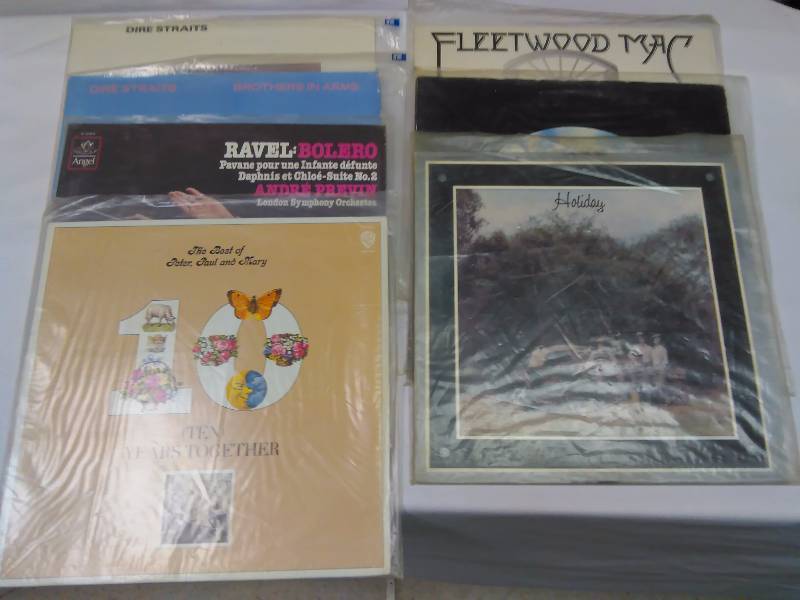 DIRE STRAITS
DIRE STRAITS BROTHERS IN ARMS
Angel
RAVEL: BOLERO
Pavane pour une Infante défunte
Daphnis et Chloé-Suite No.2
ANDRÉ PREVIN
London Symphony Orchestra
The Best of
Peter, Paul and Mary
10
(TEN
YEARS TOGETHER
FLEETWOOD MAC
Holiday